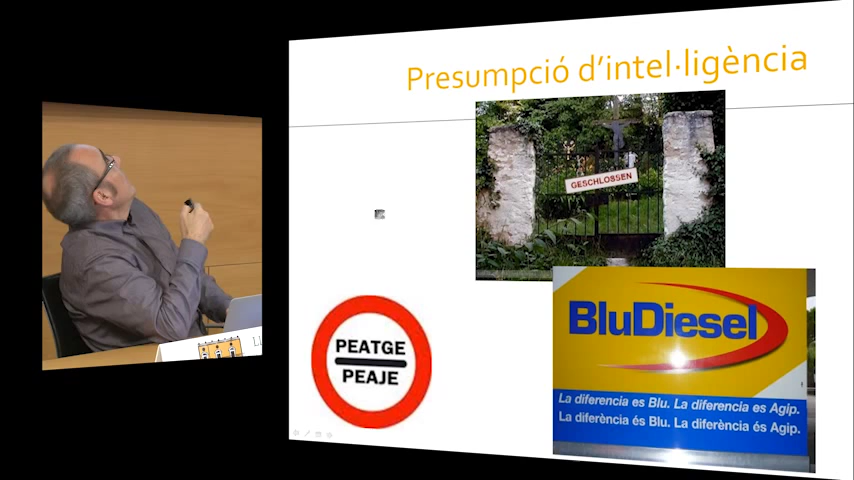 Presumpció d'intel·ligència
GESCHLOSSEN
PEATGE
PEAJE
BluDiesel
La diferencia es Blu. La diferencia es Agip.
La diferència és Blu. La diferència és Agip.